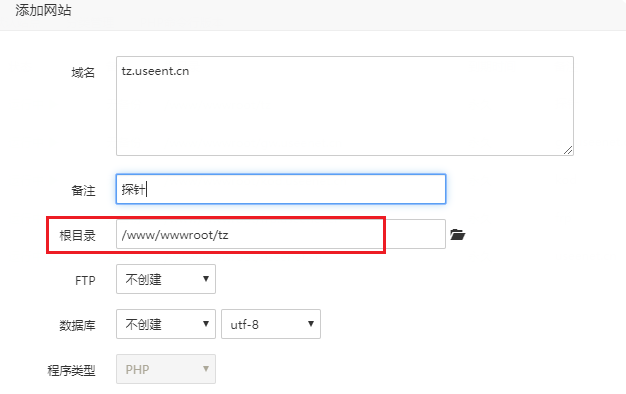 添加网站
域名 tz.useent.cn
备注 探针
根目录 /www/wwwroot/tz
FTP 不创建
数据库 不创建 utf-8
程序类型 PHP